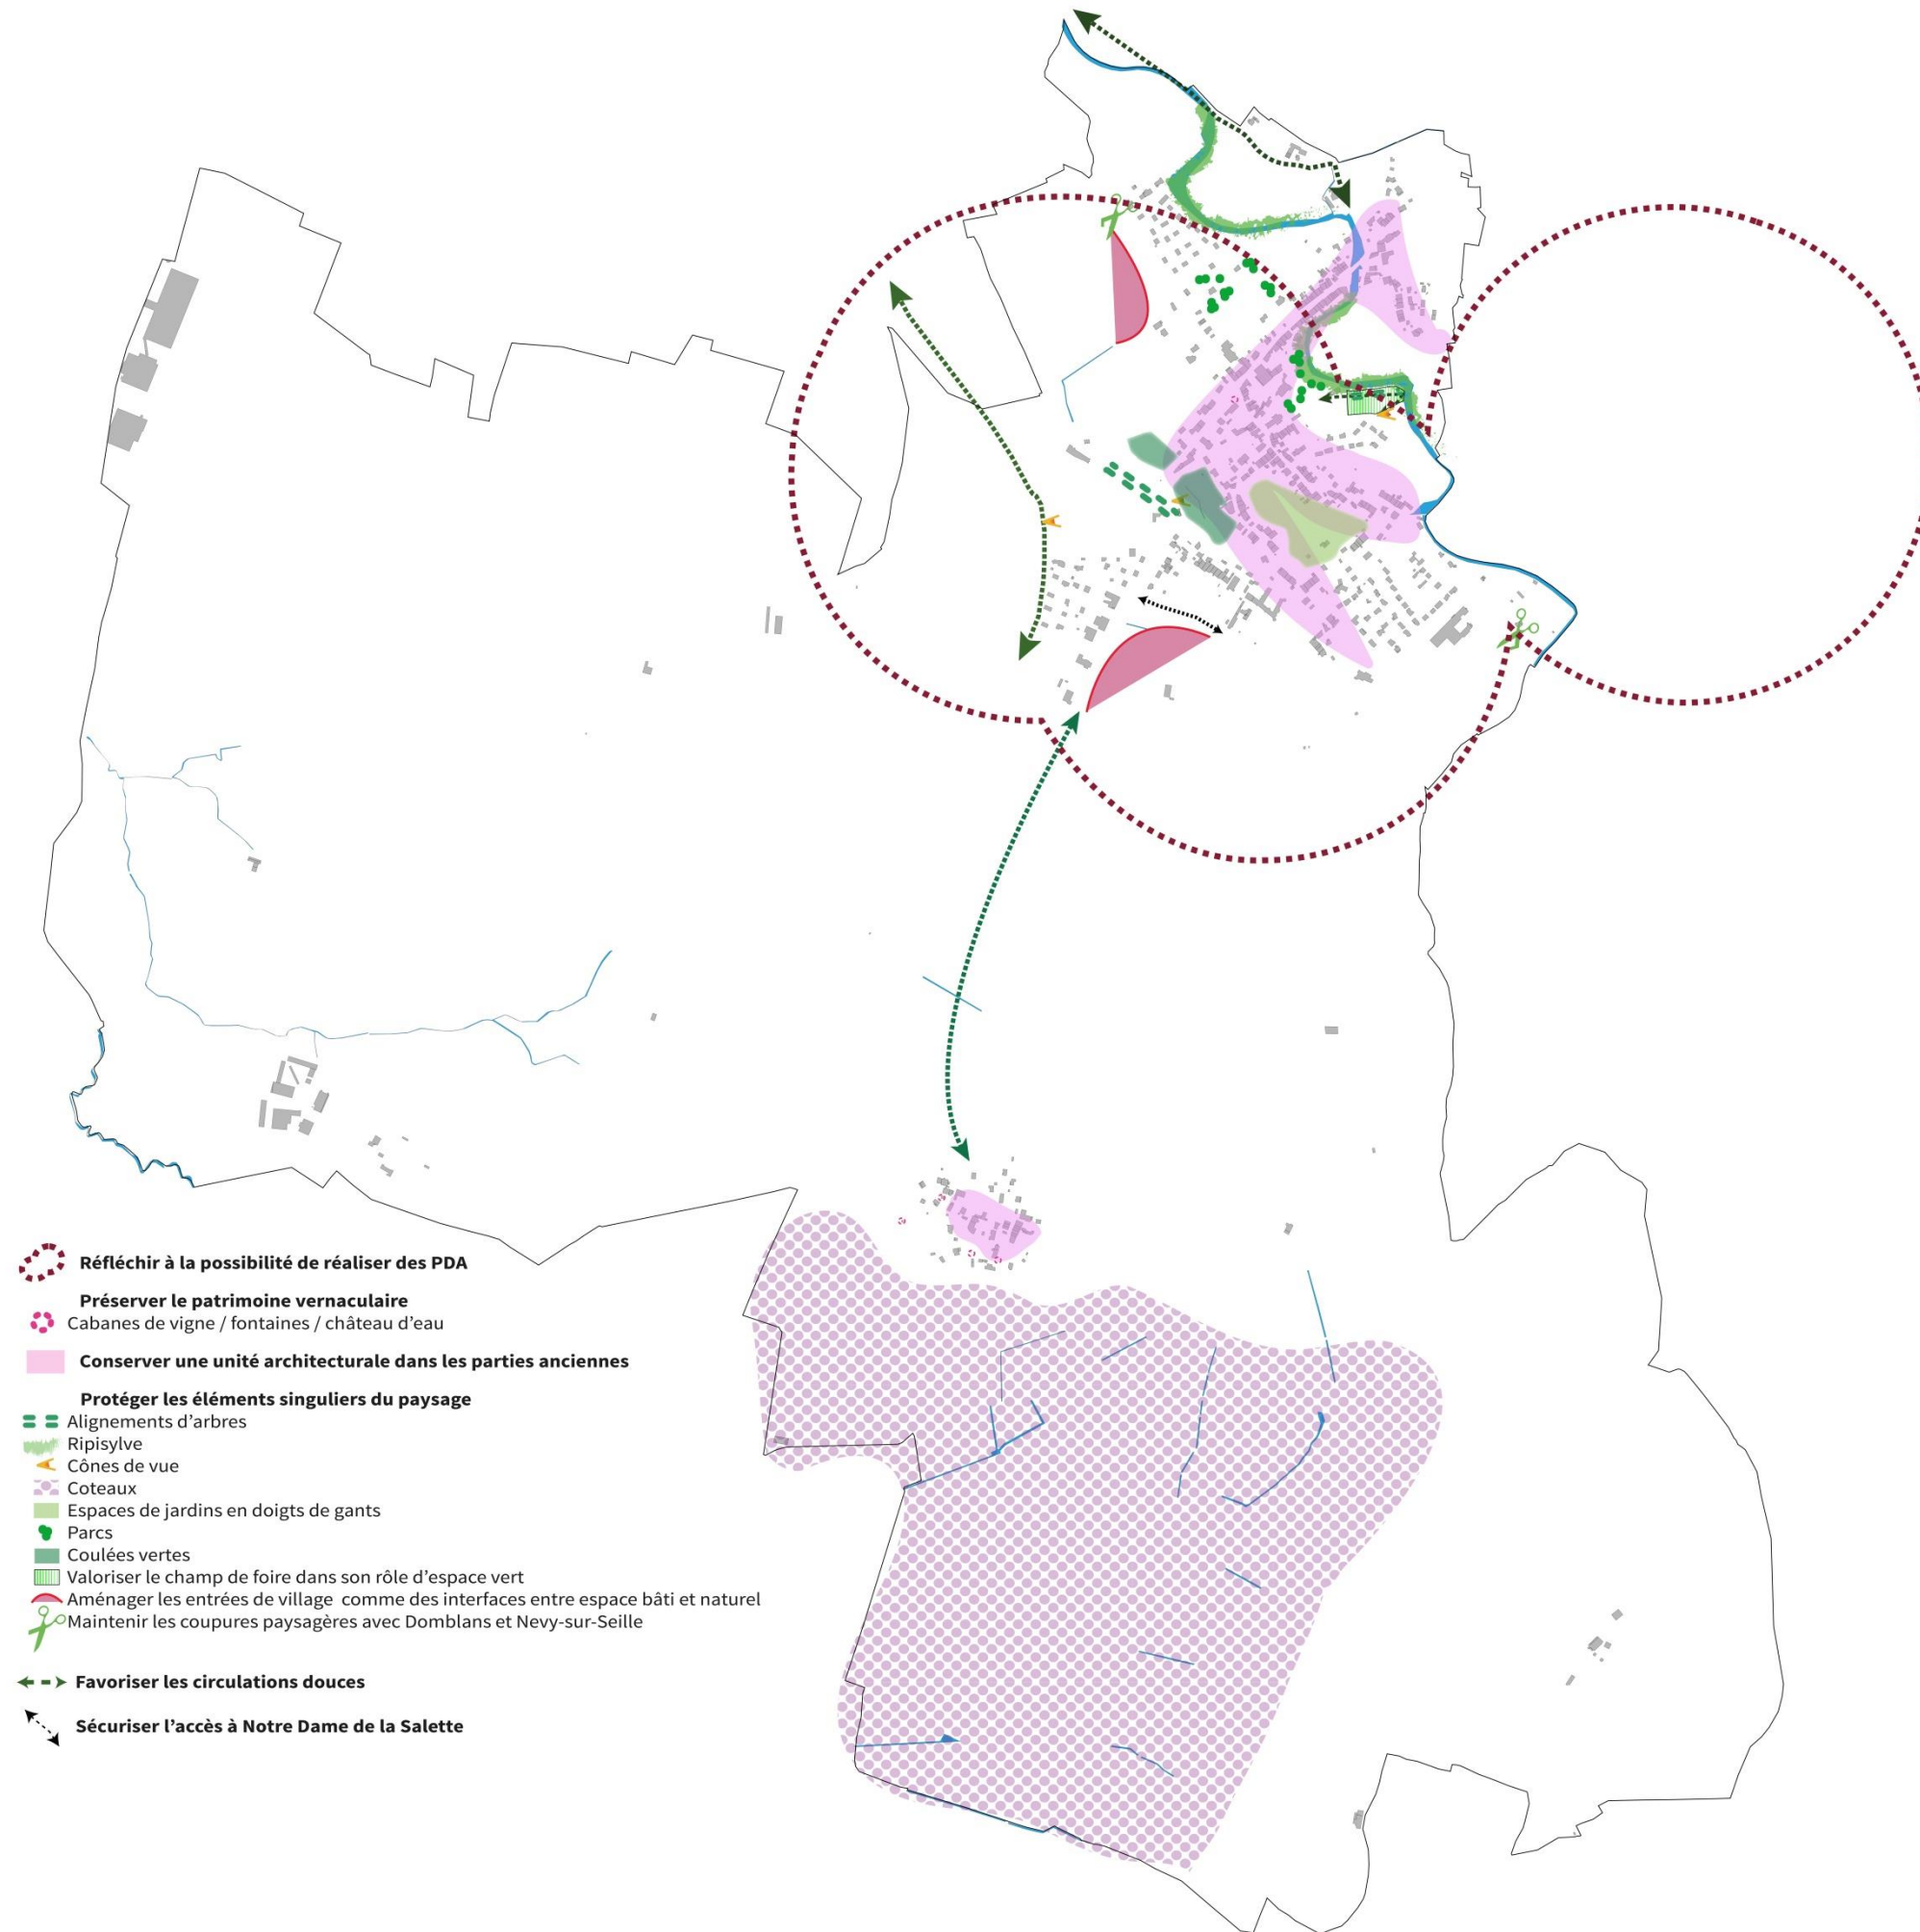 Réfléchir à la possibilité de réaliser des PDA
Préserver le patrimoine vernaculaire
Cabanes de vigne / fontaines / château d'eau
Conserver une unité architecturale dans les parties anciennes
Protéger les éléments singuliers du paysage
Alignements d'arbres
Ripisylve
Cônes de vue
Coteaux
Espaces de jardins en doigts de gants
Parcs
Coulées vertes
Valoriser le champ de foire dans son rôle d'espace vert
Aménager les entrées de village comme des interfaces entre espace bâti et naturel
Maintenir les coupures paysagères avec Domblans et Nevy-sur-Seille
Favoriser les circulations douces
Sécuriser l'accès à Notre Dame de la Salette